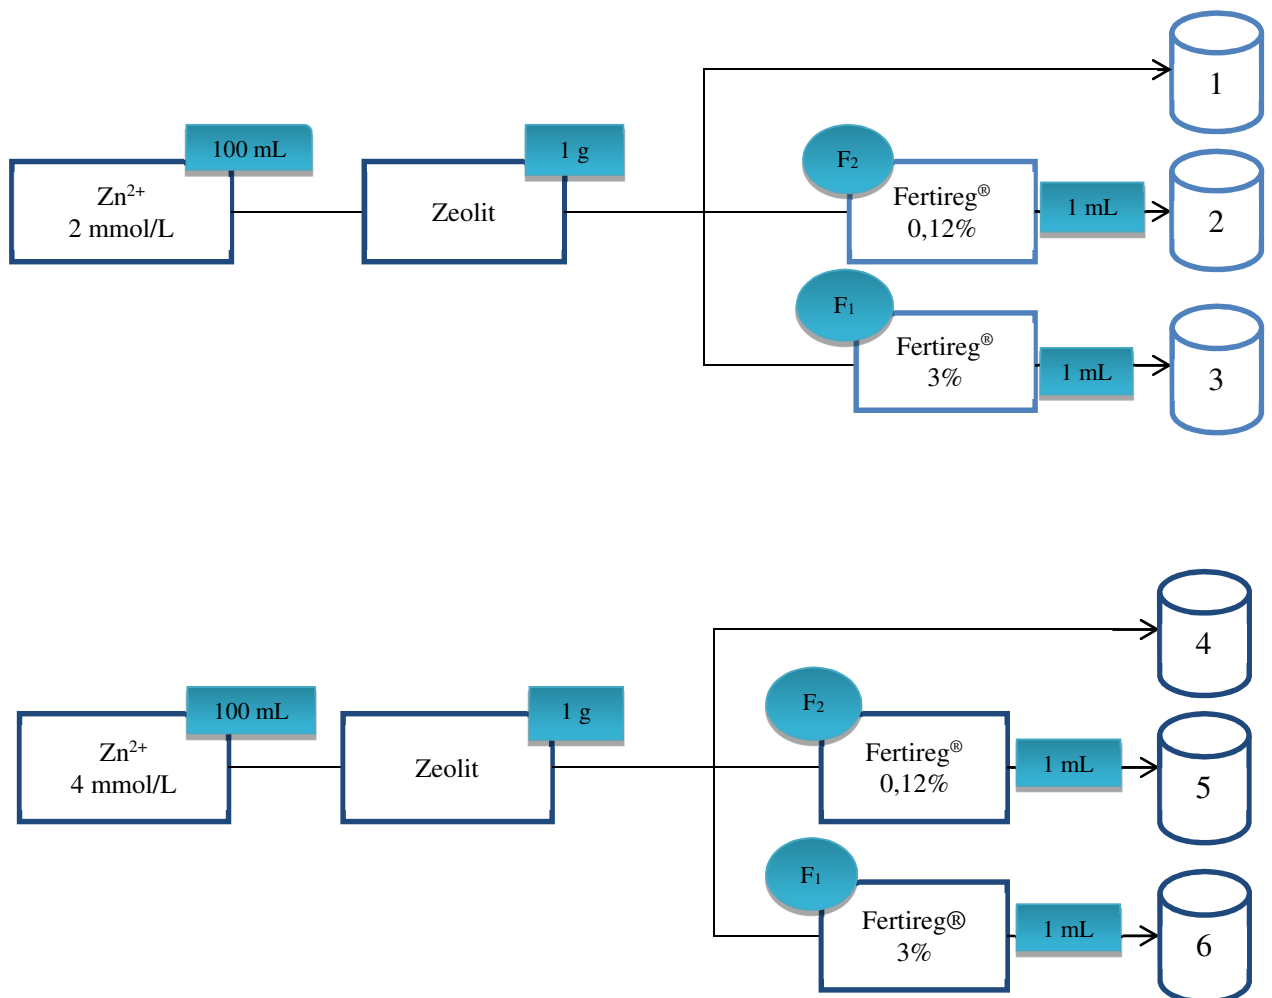 1
100 mL
1 g
F₂
Zn²⁺
2 mmol/L
Zeolit
Fertireg®
0,12%
1 mL
2
F₁
Fertireg®
3%
1 mL
3
4
100 mL
1 g
F₂
Zn²⁺
4 mmol/L
Zeolit
Fertireg®
0,12%
1 mL
5
F₁
Fertireg®
3%
1 mL
6